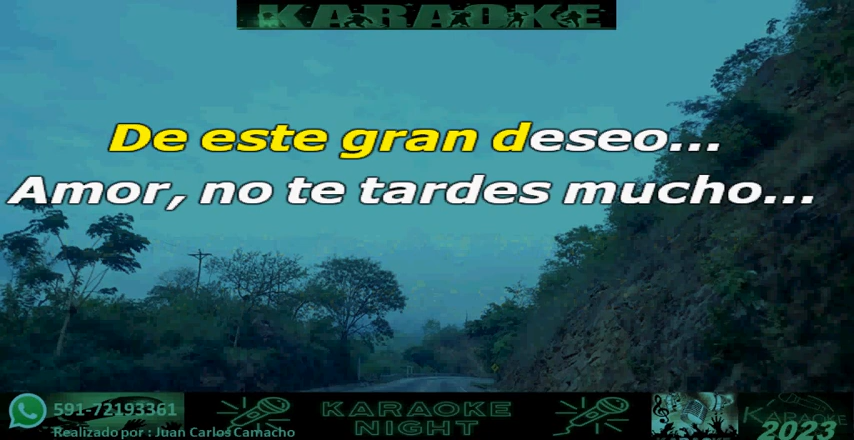 KARAOKE
De este gran deseo...
Amor, no te tardes mucho...
591-72193361
Realizado por : Juan Carlos Camacho
KARAOKE
NIGHT
KARAOKE
KARAOKE
2023